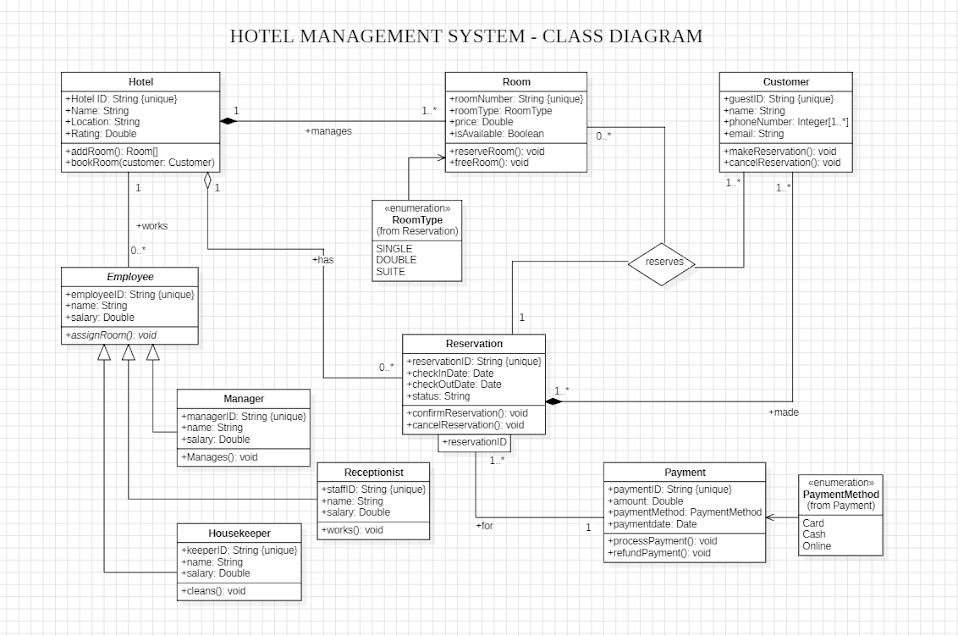 HOTEL MANAGEMENT SYSTEM - CLASS DIAGRAM
Hotel
+Hotel ID: String {unique}
+Name: String
+Location: String
+Rating: Double
+addRoom(): Room[]
+bookRoom(customer: Customer)
1
+manages
1..*
Room
+roomNumber: String {unique}
+roomType: RoomType
+price: Double
+isAvailable: Boolean
+reserveRoom(): void
+freeRoom(): void
0..*
Customer
+guestID: String {unique}
+name: String
+phoneNumber: Integer[1..*]
+email: String
+makeReservation(): void
+cancelReservation(): void
1..*
1..*
1
1
+works
0..*
+has
0..*
«enumeration»
RoomType
(from Reservation)
SINGLE
DOUBLE
SUITE
reserves
1
Employee
+employeeID: String {unique}
+name: String
+salary: Double
+assignRoom(): void
Reservation
+reservationID: String {unique}
+checkInDate: Date
+checkOutDate: Date
+status: String
+confirmReservation(): void
+cancelReservation(): void
+reservationID
1..*
+made
1..*
+for
1
Manager
+managerID: String {unique}
+name: String
+salary: Double
+Manages(): void
Receptionist
+staffID: String {unique}
+name: String
+salary: Double
+works(): void
Housekeeper
+keeperID: String {unique}
+name: String
+salary: Double
+cleans(): void
Payment
+paymentID: String {unique}
+amount: Double
+paymentMethod: PaymentMethod
+paymentdate: Date
+processPayment(): void
+refundPayment(): void
«enumeration»
PaymentMethod
(from Payment)
Card
Cash
Online